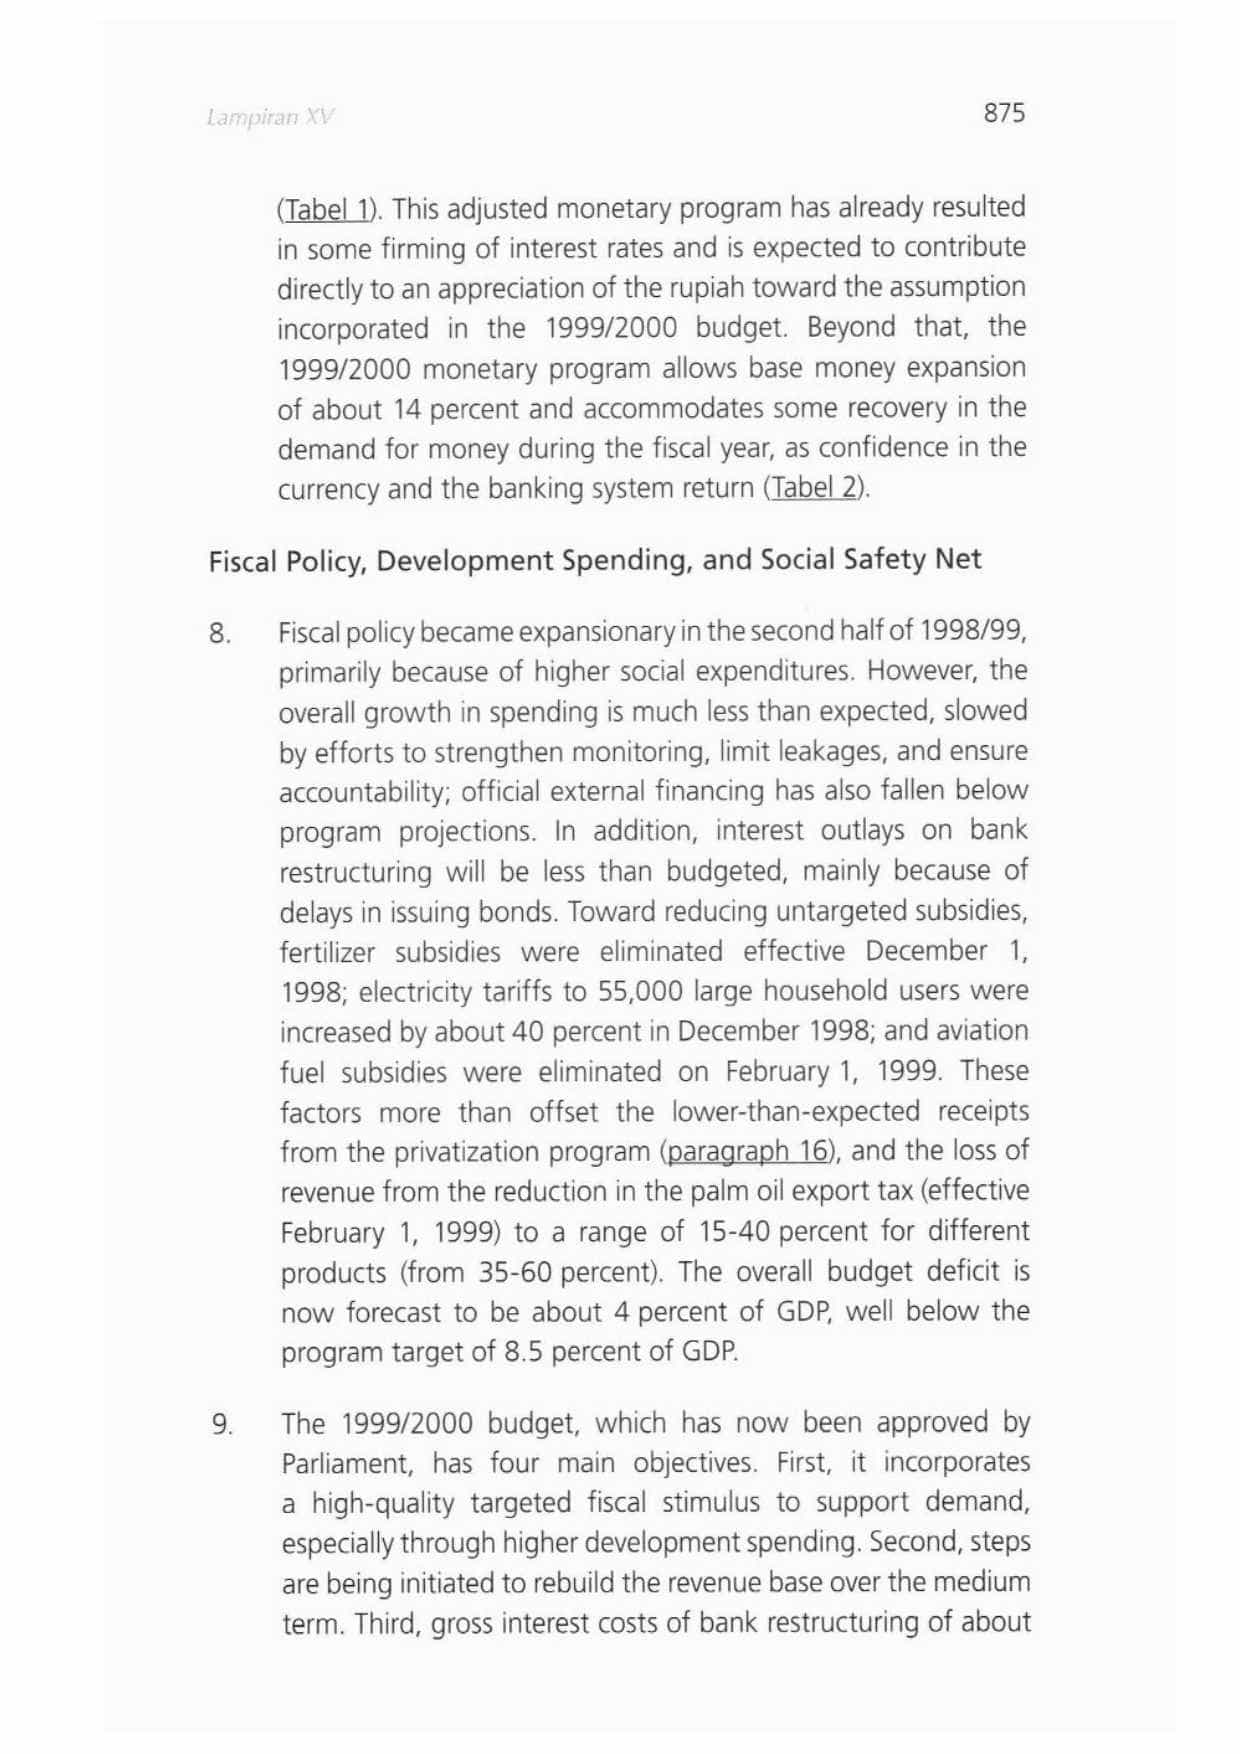 Lampiran XV
875
(Tabel 1). This adjusted monetary program has already resulted
in some firming of interest rates and is expected to contribute
directly to an appreciation of the rupiah toward the assumption
incorporated in the 1999/2000 budget. Beyond that, the
1999/2000 monetary program allows base money expansion
of about 14 percent and accommodates some recovery in the
demand for money during the fiscal year, as confidence in the
currency and the banking system return (Tabel 2).
Fiscal Policy, Development Spending, and Social Safety Net
8. Fiscal policy became expansionary in the second half of 1998/99,
primarily because of higher social expenditures. However, the
overall growth in spending is much less than expected, slowed
by efforts to strengthen monitoring, limit leakages, and ensure
accountability; official external financing has also fallen below
program projections. In addition, interest outlays on bank
restructuring will be less than budgeted, mainly because of
delays in issuing bonds. Toward reducing untargeted subsidies,
fertilizer subsidies were eliminated effective December 1,
1998; electricity tariffs to 55,000 large household users were
increased by about 40 percent in December 1998; and aviation
fuel subsidies were eliminated on February 1, 1999. These
factors more than offset the lower-than-expected receipts
from the privatization program (paragraph 16), and the loss of
revenue from the reduction in the palm oil export tax (effective
February 1, 1999) to a range of 15-40 percent for different
products (from 35-60 percent). The overall budget deficit is
now forecast to be about 4 percent of GDP, well below the
program target of 8.5 percent of GDP.
9. The 1999/2000 budget, which has now been approved by
Parliament, has four main objectives. First, it incorporates
a high-quality targeted fiscal stimulus to support demand,
especially through higher development spending. Second, steps
are being initiated to rebuild the revenue base over the medium
term. Third, gross interest costs of bank restructuring of about